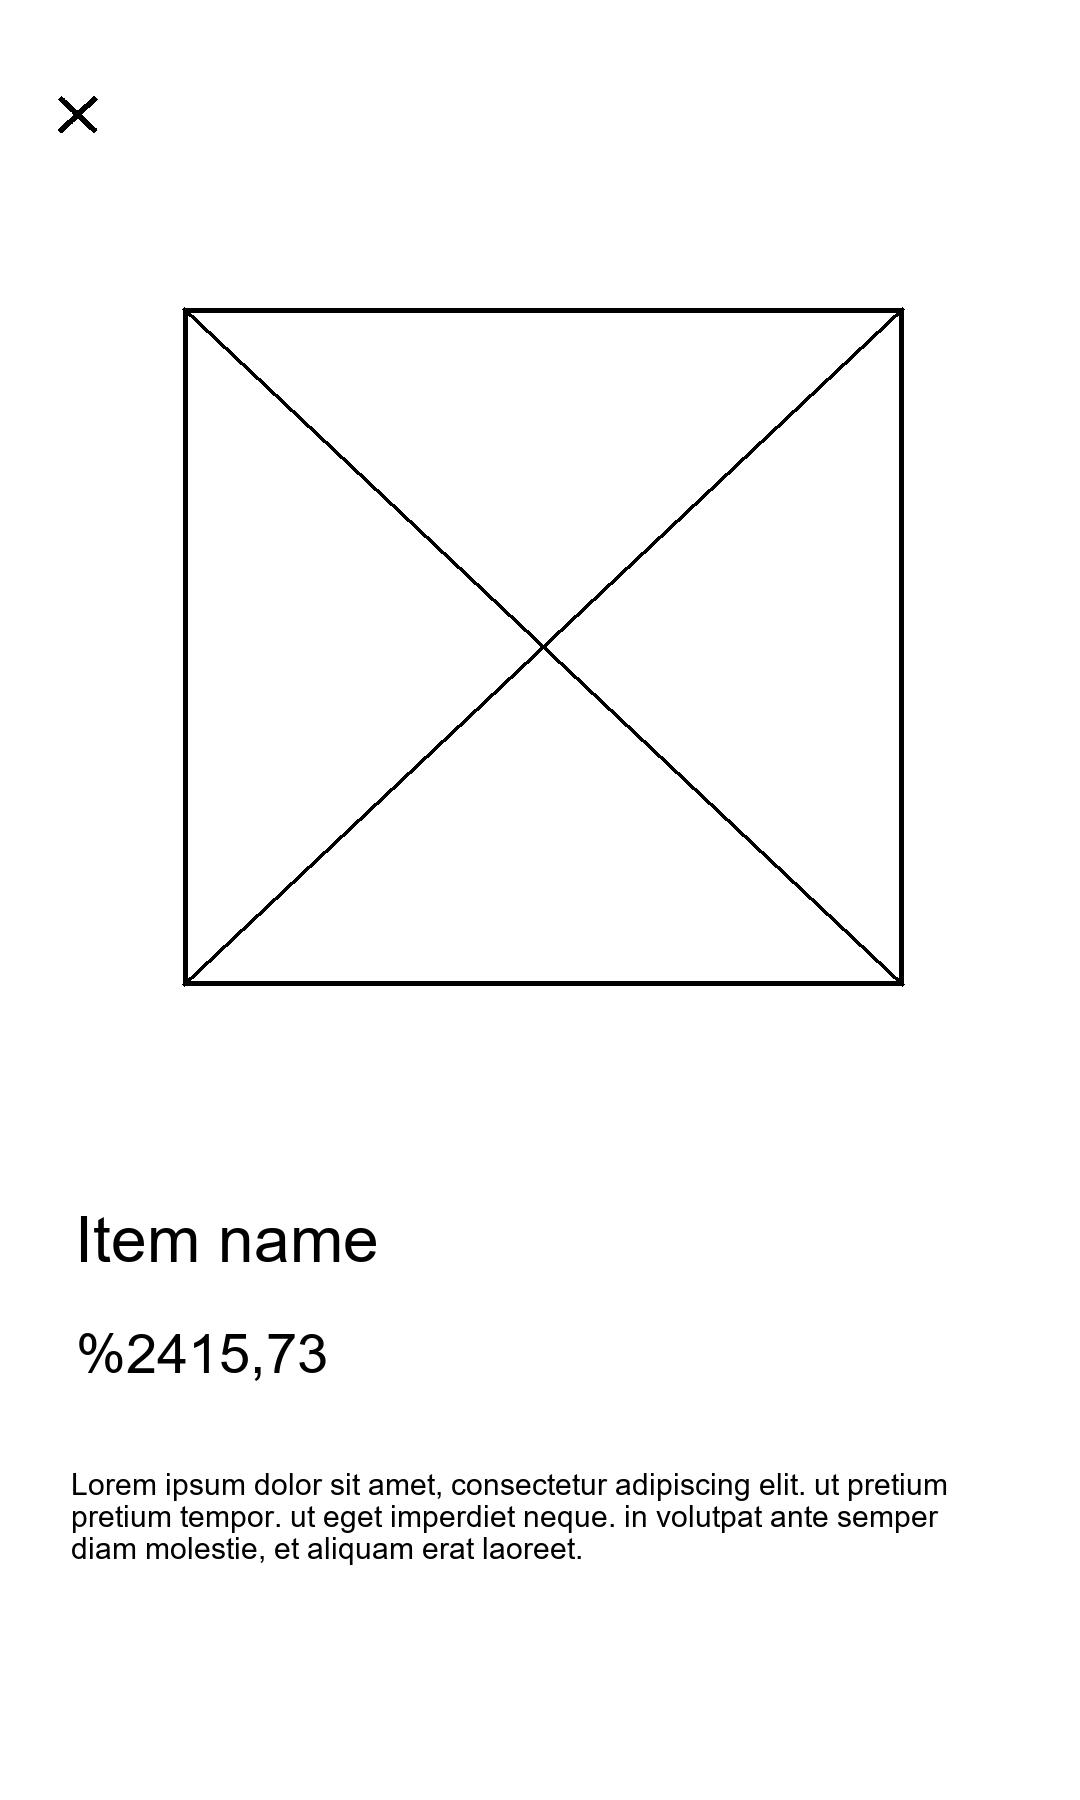 Item name
%2415,73
Lorem ipsum dolor sit amet, consectetur adipiscing elit. ut pretium
pretium tempor. ut eget imperdiet neque. in volutpat ante semper
diam molestie, et aliquam erat laoreet.